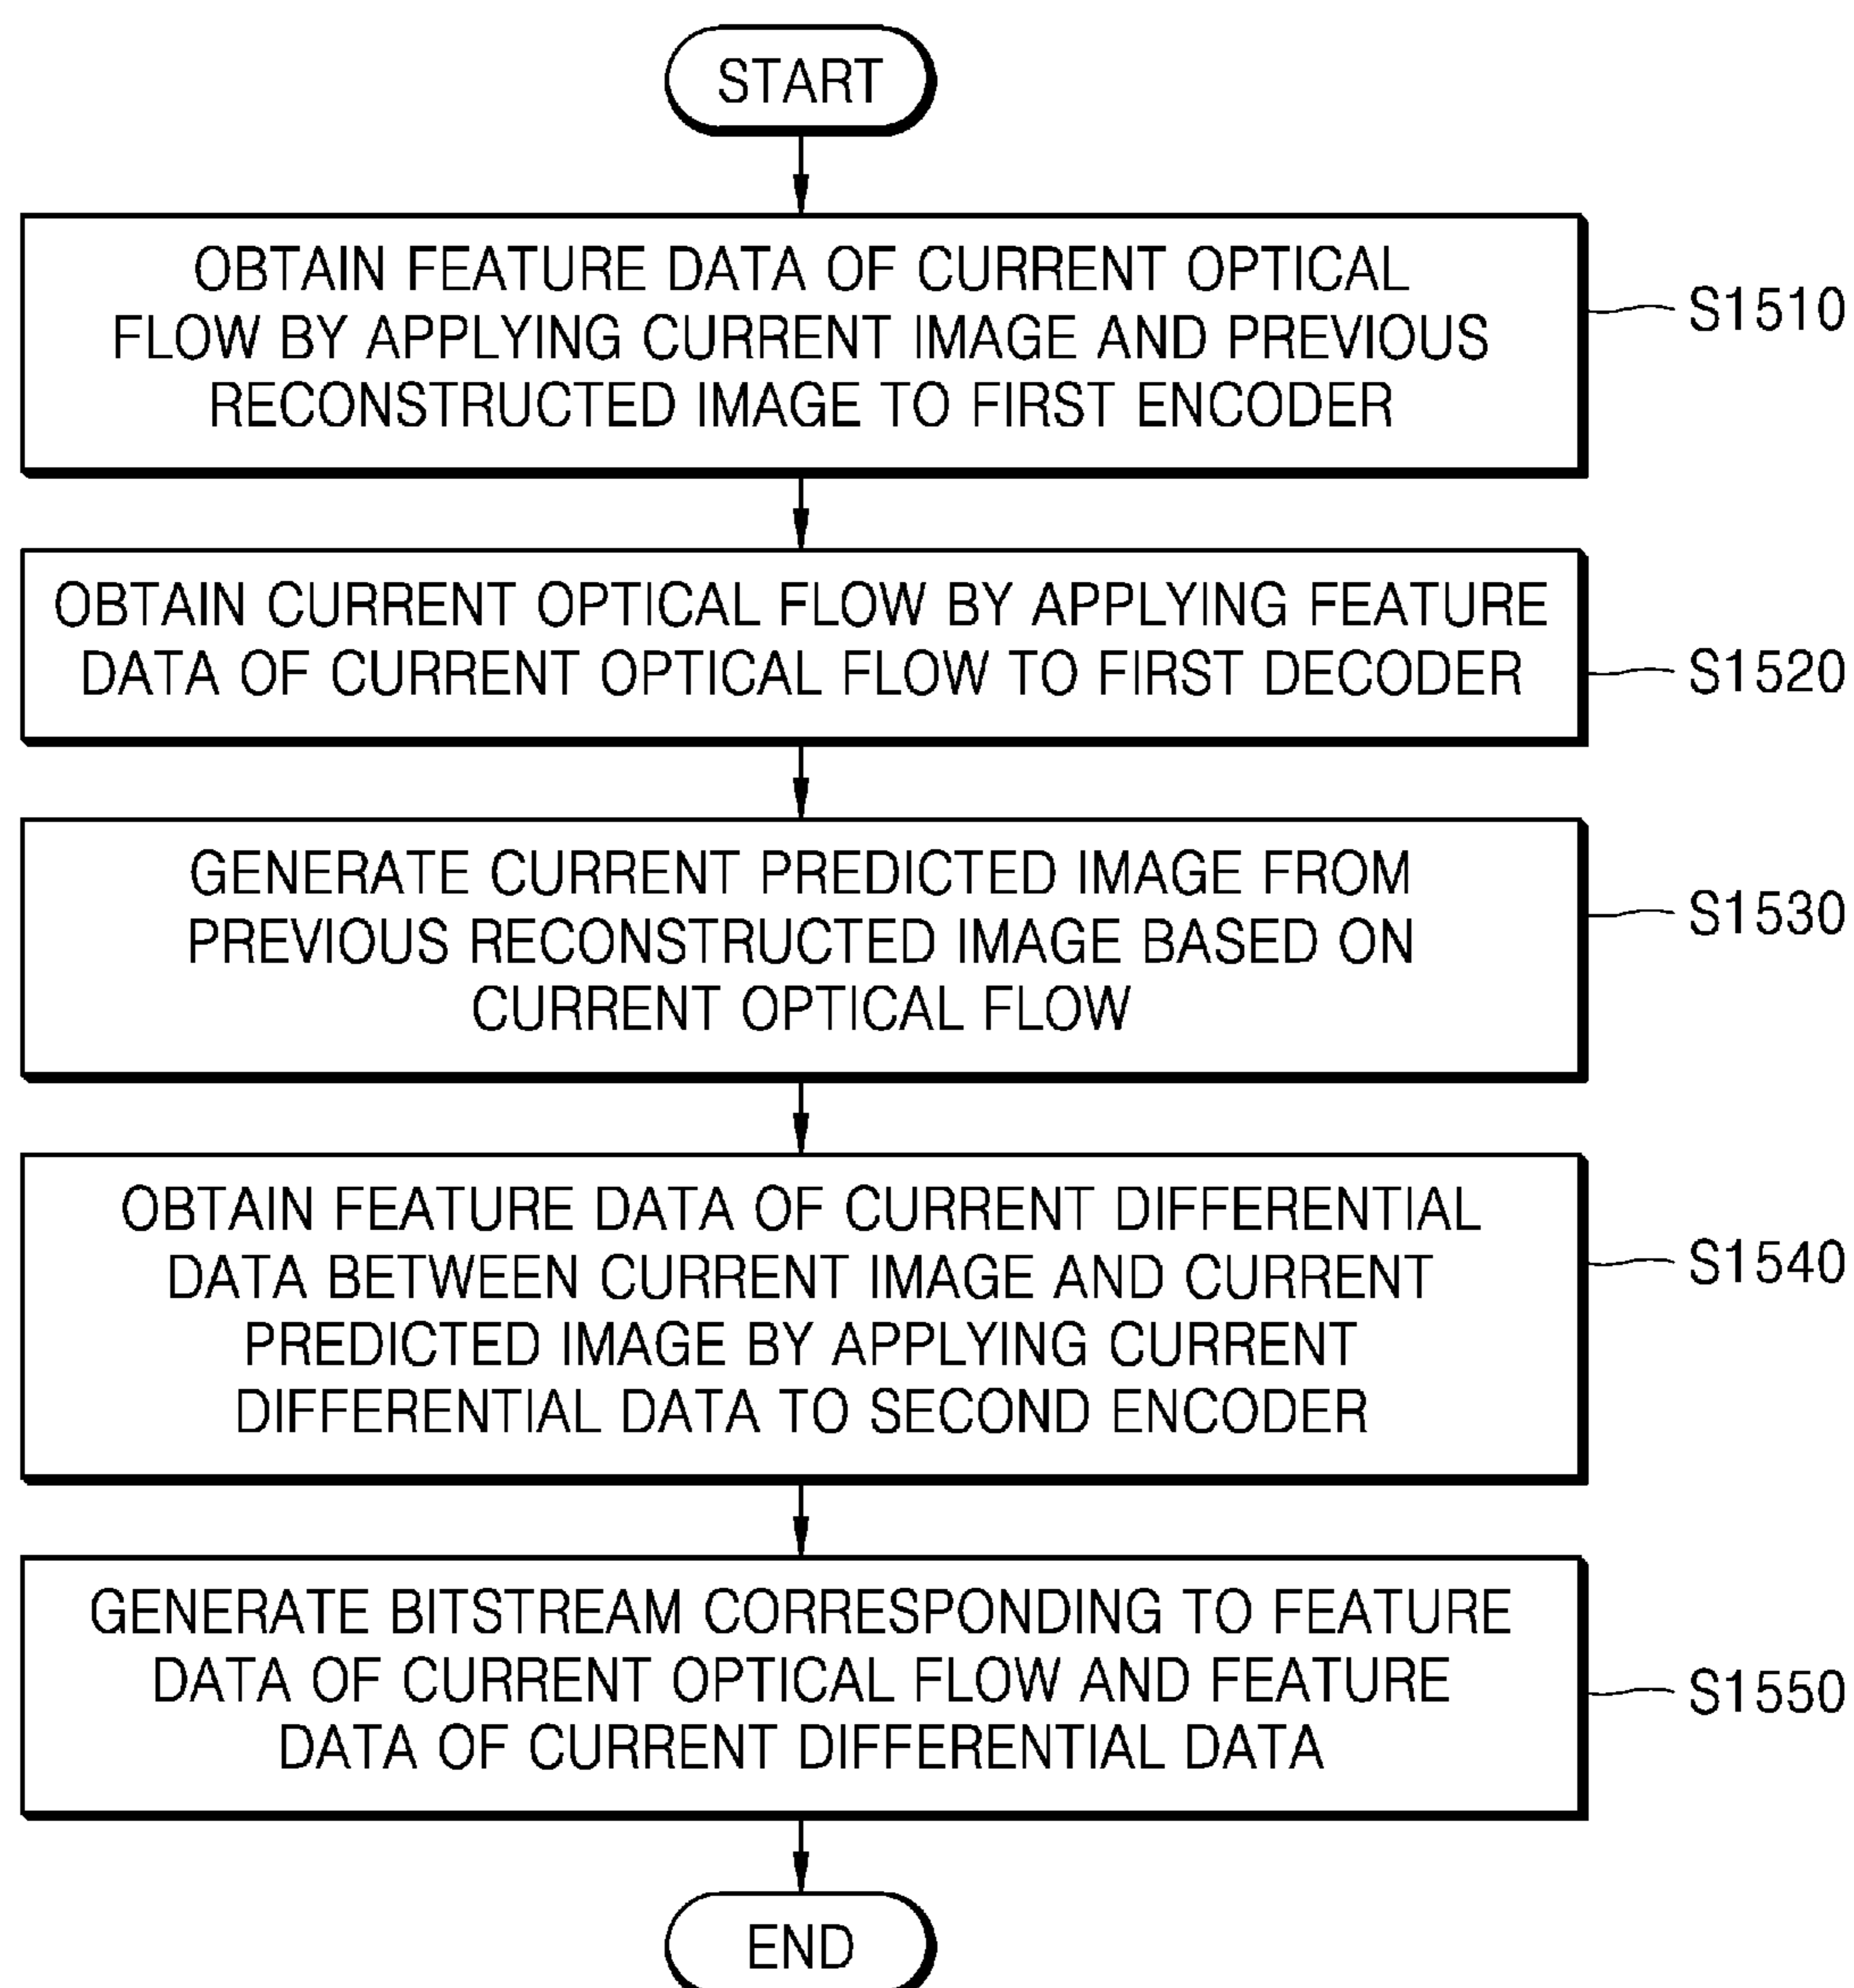 START
OBTAIN FEATURE DATA OF CURRENT OPTICAL
FLOW BY APPLYING CURRENT IMAGE AND PREVIOUS
RECONSTRUCTED IMAGE TO FIRST ENCODER
S1510
OBTAIN CURRENT OPTICAL FLOW BY APPLYING FEATURE
DATA OF CURRENT OPTICAL FLOW TO FIRST DECODER
S1520
GENERATE CURRENT PREDICTED IMAGE FROM
PREVIOUS RECONSTRUCTED IMAGE BASED ON
CURRENT OPTICAL FLOW
S1530
OBTAIN FEATURE DATA OF CURRENT DIFFERENTIAL
DATA BETWEEN CURRENT IMAGE AND CURRENT
PREDICTED IMAGE BY APPLYING CURRENT
DIFFERENTIAL DATA TO SECOND ENCODER
S1540
GENERATE BITSTREAM CORRESPONDING TO FEATURE
DATA OF CURRENT OPTICAL FLOW AND FEATURE
DATA OF CURRENT DIFFERENTIAL DATA
S1550
END